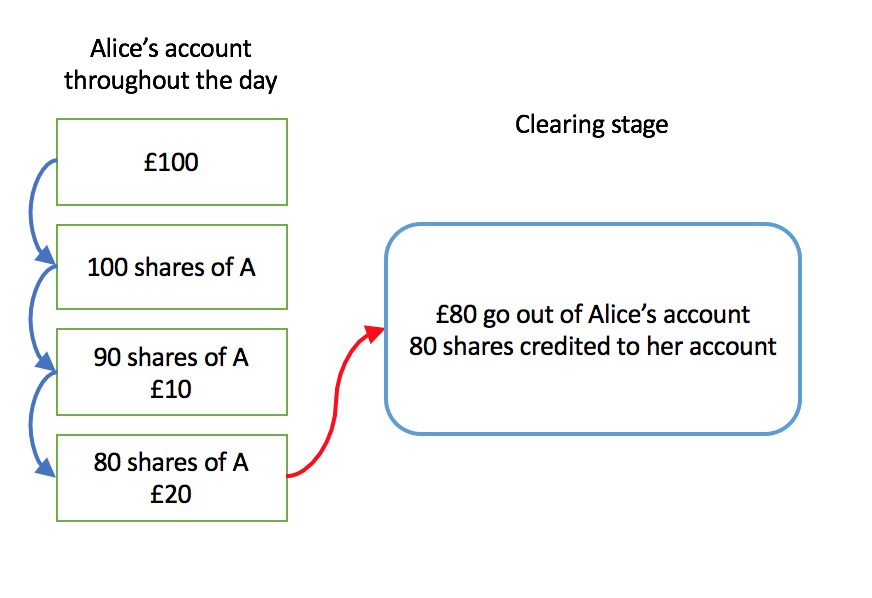 Alice’s account
throughout the day
Clearing stage
£100
100 shares of A
90 shares of A
£10
80 shares of A
£20
£80 go out of Alice’s account
80 shares credited to her account